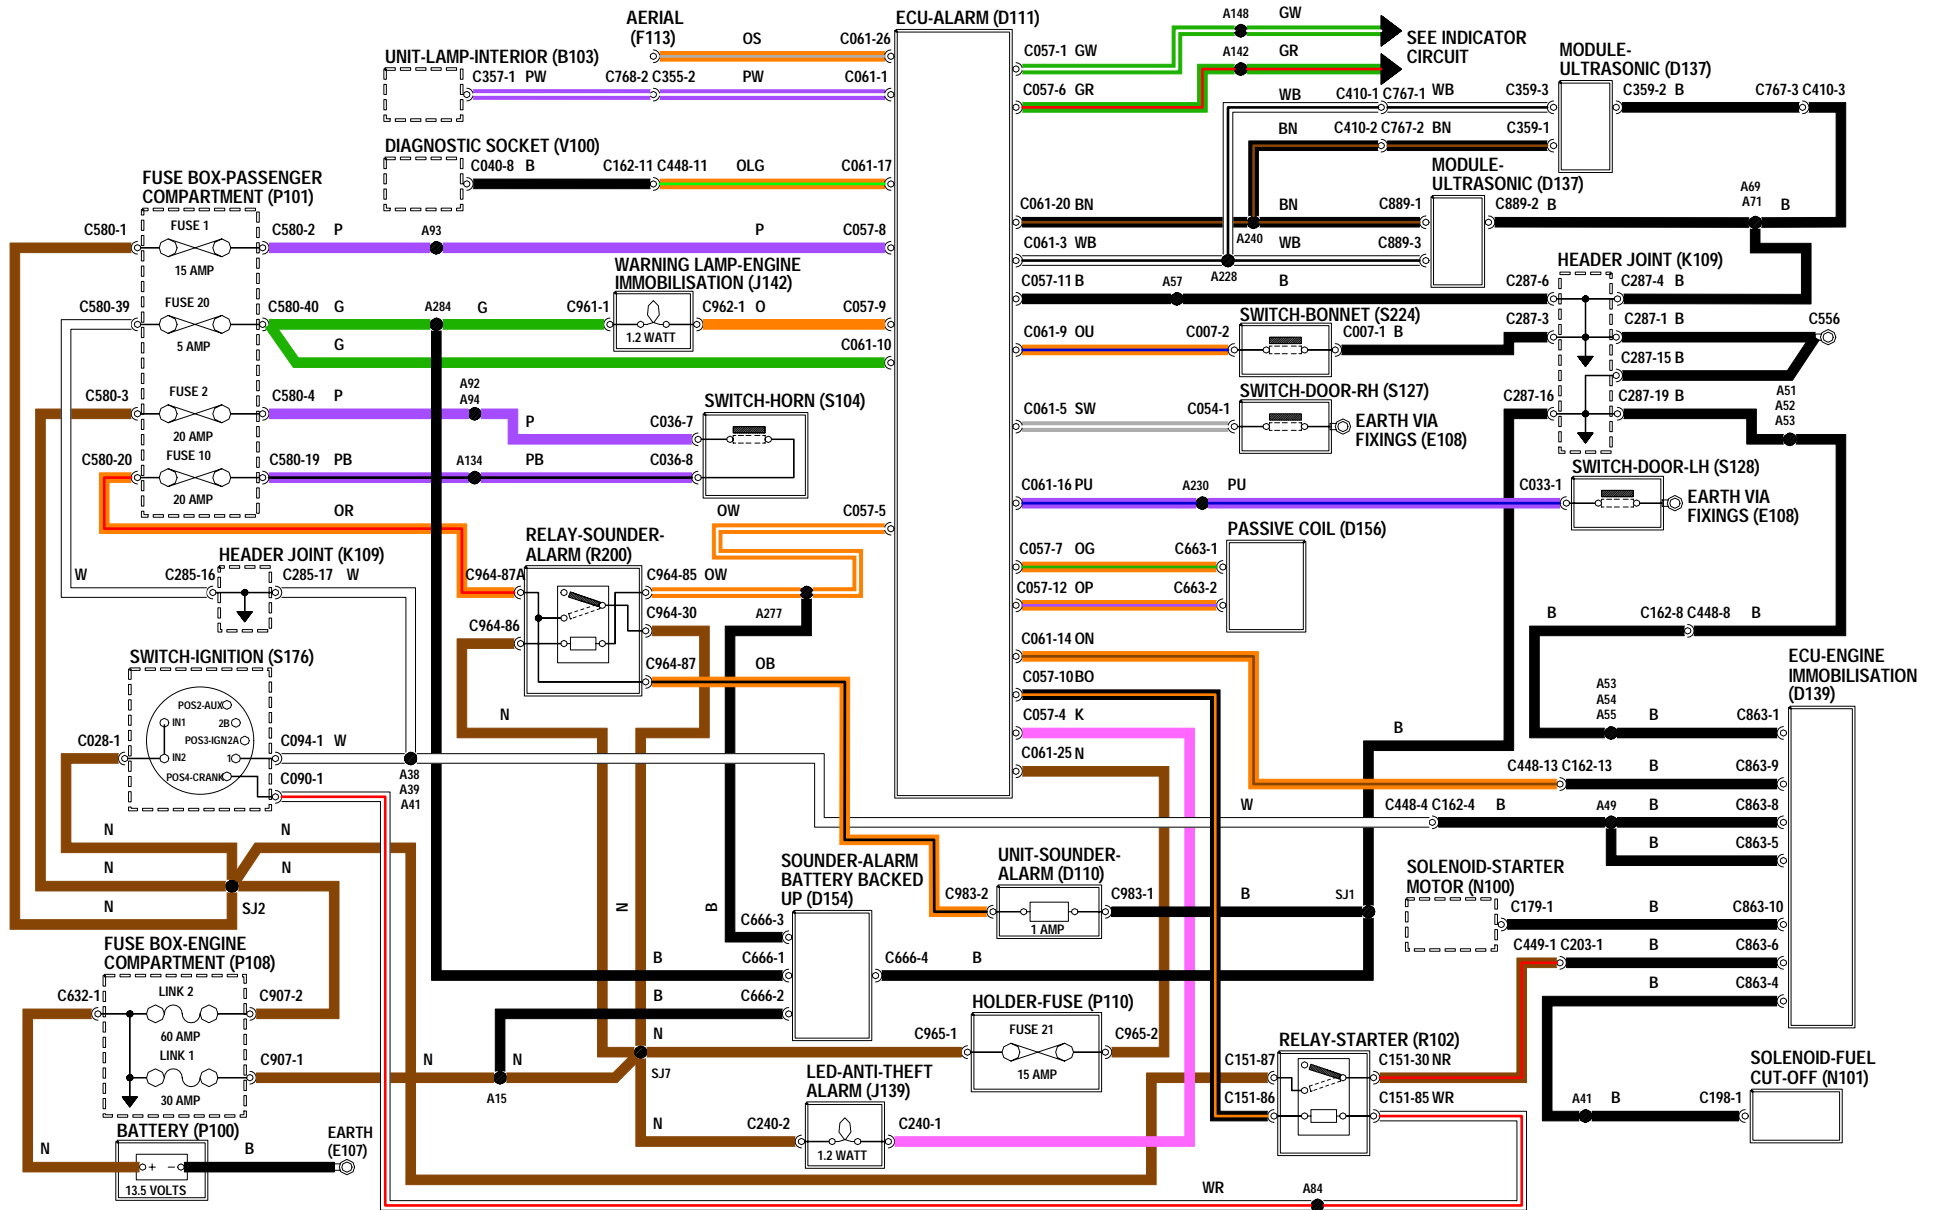 AERIAL
(F113)
OS
C061-26
ECU-ALARM (D111)
UNIT-LAMP-INTERIOR (B103)
C357-1 PW
C768-2 C355-2
PW
C061-1
DIAGNOSTIC SOCKET (V100)
C040-8 B
C162-11 C448-11
OLG
C061-17
FUSE BOX-PASSENGER
COMPARTMENT (P101)
C580-1
FUSE 1
15 AMP
C580-2 P
A93
P
C057-8
C580-39
FUSE 20
5 AMP
C580-40 G
A284
G
G
WARNING LAMP-ENGINE
IMMOBILISATION (J142)
C961-1
1.2 WATT
C962-1 O
C057-9
C061-10
C580-3
FUSE 2
20 AMP
C580-4 P
A92
A94
P
C036-7
SWITCH-HORN (S104)
C580-20
FUSE 10
20 AMP
C580-19 PB
A134
PB
C036-8
OR
OW
C057-5
HEADER JOINT (K109)
W
C285-16
C285-17 W
RELAY-SOUNDER-
ALARM (R200)
C964-87A
C964-85 OW
C964-30
C964-86
C964-87
A277
OB
N
SWITCH-IGNITION (S176)
POS2-AUX
IN1
2B
POS3-IGN2A
IN2
1
POS4-CRANK
C028-1
C094-1 W
C090-1
A38
A39
A41
N
N
N
N
N
SJ2
N
B
FUSE BOX-ENGINE
COMPARTMENT (P108)
C632-1
LINK 2
60 AMP
C907-2
LINK 1
30 AMP
C907-1
N
N
A15
BATTERY (P100)
N
+ -
13.5 VOLTS
B
EARTH
(E107)
SOUNDER-ALARM
BATTERY BACKED
UP (D154)
C666-3
B
C666-1
B
C666-2
C666-4
B
N
SJ7
N
C965-1
HOLDER-FUSE (P110)
FUSE 21
15 AMP
C965-2
LED-ANTI-THEFT
ALARM (J139)
C240-2
1.2 WATT
C240-1
UNIT-SOUNDER-
ALARM (D110)
C983-2
1 AMP
C983-1
B
SJ1
A148
GW
C057-1 GW
A142
GR
SEE INDICATOR
CIRCUIT
C057-6 GR
WB
C410-1 C767-1 WB
C359-3
MODULE-
ULTRASONIC (D137)
C359-2 B
C767-3 C410-3
BN
C410-2 C767-2 BN
C359-1
MODULE-
ULTRASONIC (D137)
C061-20 BN
A240
BN
C889-1
C889-2 B
A69
A71
B
C061-3 WB
A228
WB
C889-3
C057-11 B
A57
B
C287-6
HEADER JOINT (K109)
C287-4 B
SWITCH-BONNET (S224)
C061-9 OU
C007-2
C007-1 B
C287-3
C287-1 B
C556
C287-15 B
SWITCH-DOOR-RH (S127)
C061-5 SW
C054-1
EARTH VIA
FIXINGS (E108)
C287-16
C287-19 B
A51
A52
A53
SWITCH-DOOR-LH (S128)
C061-16 PU
A230
PU
C033-1
EARTH VIA
FIXINGS (E108)
PASSIVE COIL (D156)
C057-7 OG
C663-1
C057-12 OP
C663-2
C061-14 ON
C057-10 BO
C057-4 K
C061-25 N
B
C162-8 C448-8
B
ECU-ENGINE
IMMOBILISATION
(D139)
A53
A54
A55
B
C863-1
B
C448-13 C162-13
B
C863-9
W
C448-4 C162-4
B
A49
B
C863-8
B
C863-5
SOLENOID-STARTER
MOTOR (N100)
C179-1
B
C863-10
C449-1 C203-1
B
C863-6
B
C863-4
RELAY-STARTER (R102)
C151-87
C151-30 NR
C151-86
C151-85 WR
SOLENOID-FUEL
CUT-OFF (N101)
A41
B
C198-1
WR
A84